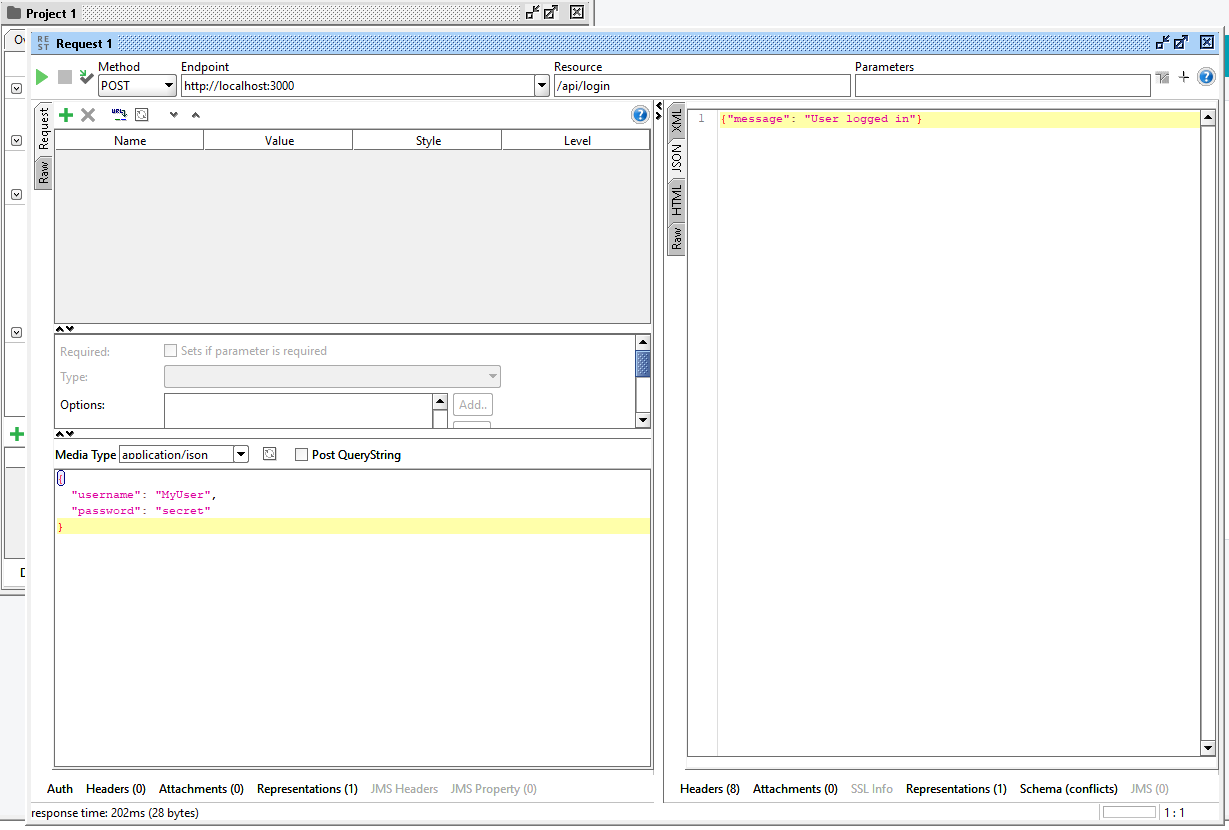 Project 1
Ov
RE
ST
Request 1
Method
Endpoint
Resource
Parameters
POST
http://localhost:3000
/api/login
Request
Raw
URL
Name
Value
Style
Level
Required:
Sets if parameter is required
Type:
Options:
Add..
Media Type
application/json
Post QueryString
{
"username": "MyUser",
"password": "secret"
}
XML
JSON
HTML
Raw
1
{"message": "User logged in"}
Auth
Headers (0)
Attachments (0)
Representations (1)
JMS Headers
JMS Property (0)
Headers (8)
Attachments (0)
SSL Info
Representations (1)
Schema (conflicts)
JMS (0)
response time: 202ms (28 bytes)
1 : 1